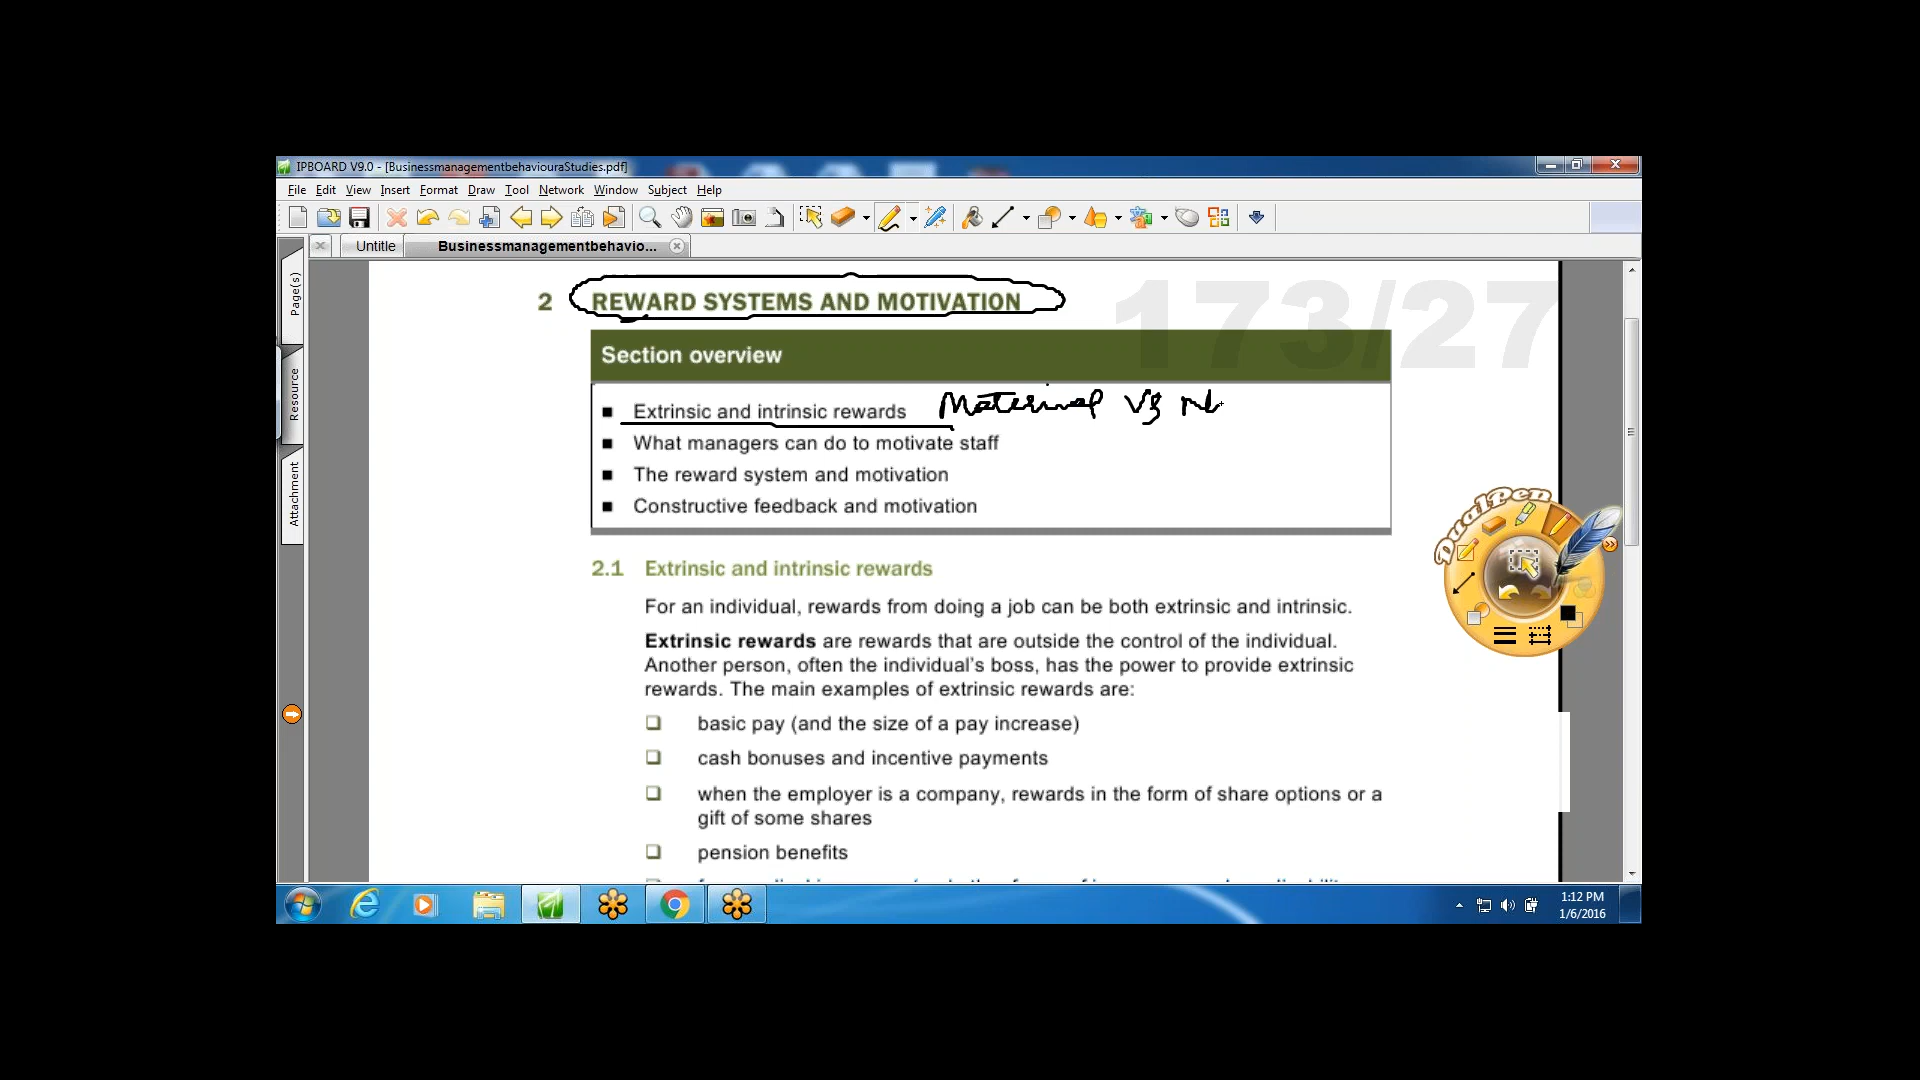 IPBOARD V9.0 - [BusinessmanagementbehaviouraStudies.pdf]
File Edit View Insert Format Draw Tool Network Window Subject Help
Untitle Businessmanagementbehavio...
Page(s)
Resource
Attachment
173/27
2 REWARD SYSTEMS AND MOTIVATION
Section overview
■ Extrinsic and intrinsic rewards Material Vs
■ What managers can do to motivate staff
■ The reward system and motivation
■ Constructive feedback and motivation
DualPen
2.1 Extrinsic and intrinsic rewards
For an individual, rewards from doing a job can be both extrinsic and intrinsic.
Extrinsic rewards are rewards that are outside the control of the individual.
Another person, often the individual's boss, has the power to provide extrinsic
rewards. The main examples of extrinsic rewards are:
❑ basic pay (and the size of a pay increase)
❑ cash bonuses and incentive payments
❑ when the employer is a company, rewards in the form of share options or a
gift of some shares
❑ pension benefits
1:12 PM
1/6/2016